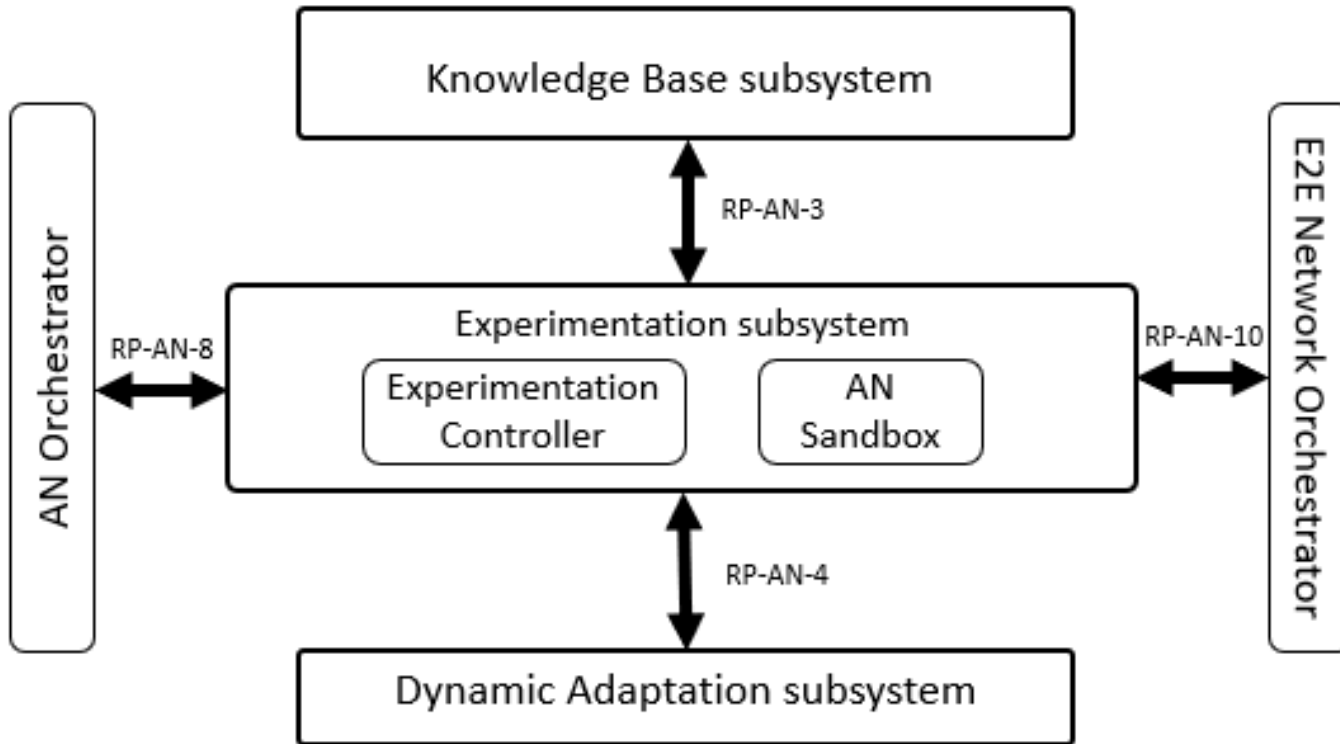 Knowledge Base subsystem
RP-AN-3
AN Orchestrator
RP-AN-8
Experimentation subsystem
Experimentation
Controller
AN
Sandbox
RP-AN-10
E2E Network Orchestrator
RP-AN-4
Dynamic Adaptation subsystem